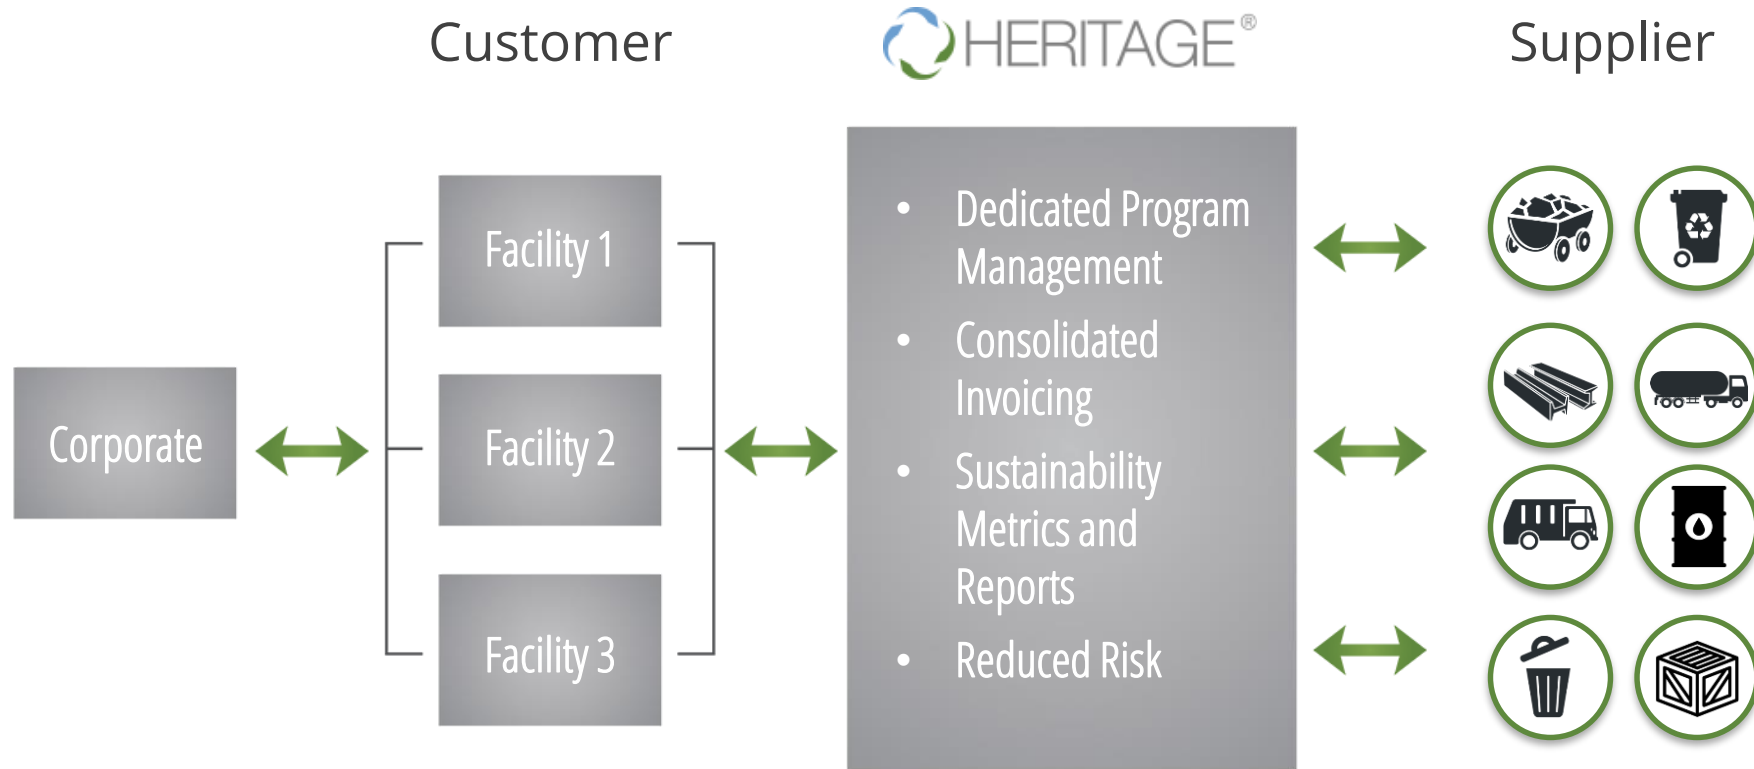 Customer
HERITAGE®
Supplier
Corporate
Facility 1
Facility 2
Facility 3
• Dedicated Program
Management
• Consolidated
Invoicing
• Sustainability
Metrics and
Reports
• Reduced Risk